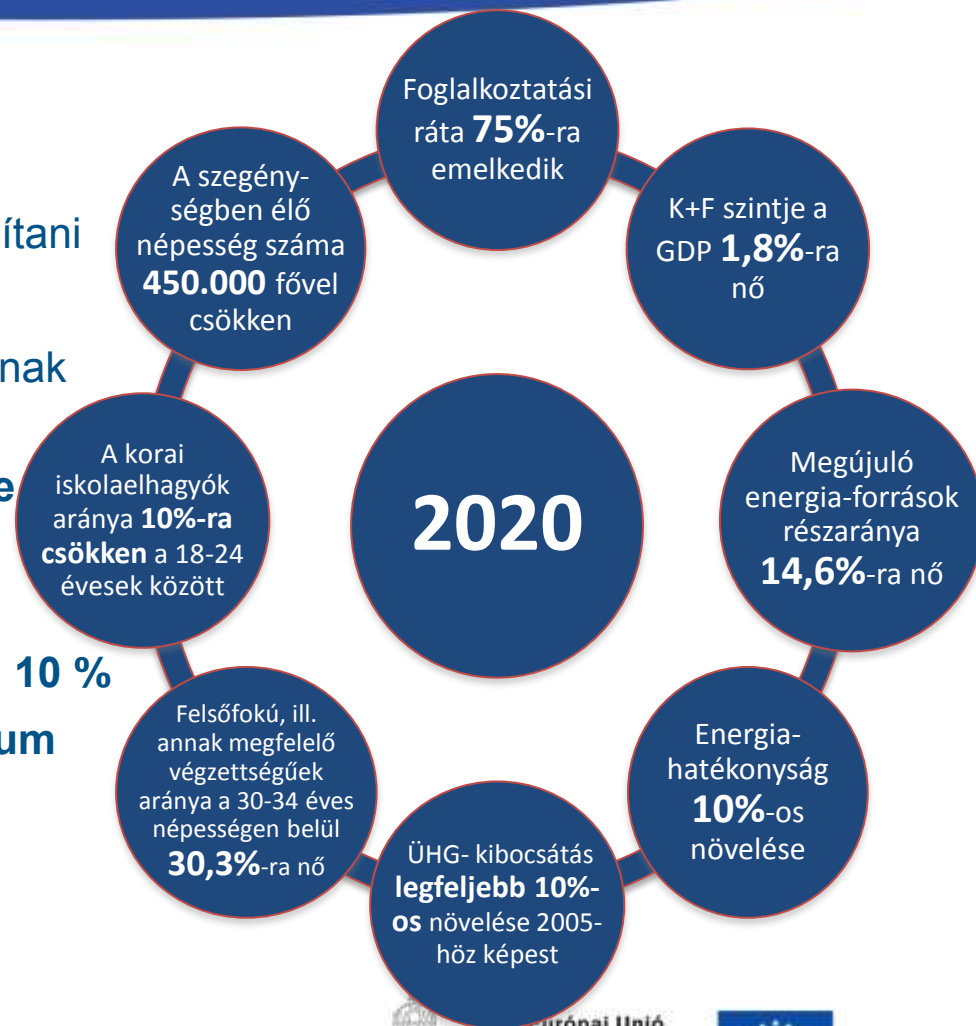 Foglalkoztatási
ráta 75%-ra
emelkedik
K+F szintje a
GDP 1,8%-ra
nő
Megújuló
energia-források
részaránya
14,6%-ra nő
Energia-
hatékonyság
10%-os
növelése
ÜHG- kibocsátás
legfeljebb 10%-
os növelése 2005-
höz képest
Felsőfokú, ill.
annak megfelelő
végzettségűek
aránya a 30-34 éves
népességen belül
30,3%-ra nő
A korai
iskolaelhagyók
aránya 10%-ra
csökken a 18-24
évesek között
A szegény-
ségben élő
népesség száma
450.000 fővel
csökken
2020
ítani
nak
e
10 %
um
Unió